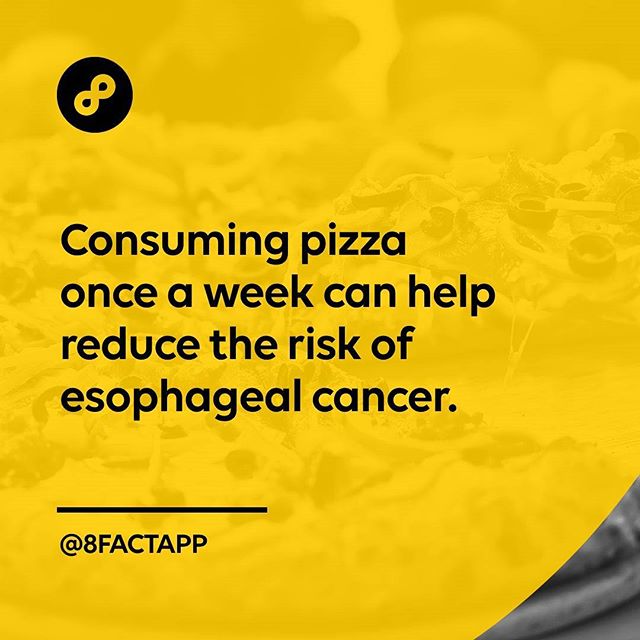 Consuming pizza
once a week can help
reduce the risk of
esophageal cancer.
@8FACTAPP